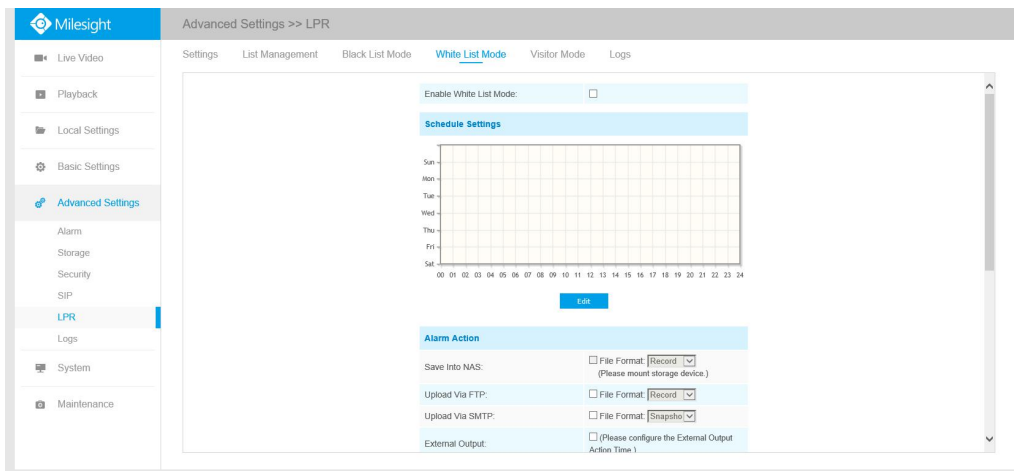 Milesight
Advanced Settings >> LPR
Live Video
Playback
Local Settings
Basic Settings
Advanced Settings
Alarm
Storage
Security
SIP
LPR
Logs
System
Maintenance
Settings List Management Black List Mode White List Mode Visitor Mode Logs
Enable White List Mode:
Schedule Settings
Sun
Mon
Tue
Wed
Thu
Fri
Sat
00 01 02 03 04 05 06 07 08 09 10 11 12 13 14 15 16 17 18 19 20 21 22 23 24
Edit
Alarm Action
Save Into NAS: File Format: Record
(Please mount storage device.)
Upload Via FTP: File Format: Record
Upload Via SMTP: File Format: Snapsho
External Output: (Please configure the External Output
Action Time.)